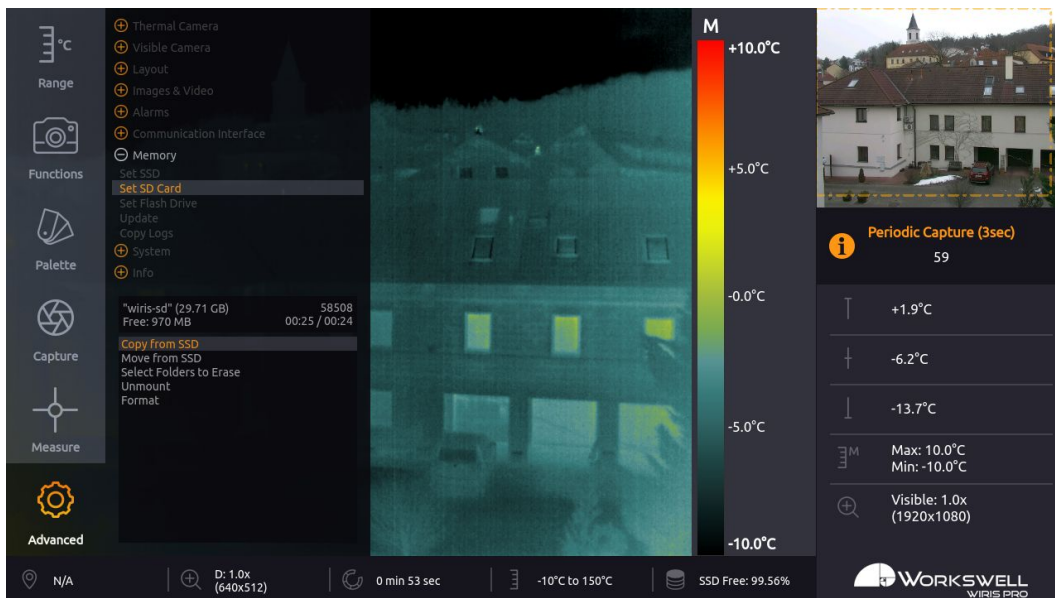 °C
Range
Functions
Palette
Capture
Measure
Advanced
Thermal Camera
Visible Camera
Layout
Images & Video
Alarms
Communication Interface
Memory
Set SSD
Set SD Card
Set Flash Drive
Update
Copy Logs
System
Info
"wiris-sd" (29.71 GB) 58508
Free: 970 MB 00:25 / 00:24
Copy from SSD
Move from SSD
Select Folders to Erase
Unmount
Format
M
+10.0°C
+5.0°C
-0.0°C
-5.0°C
-10.0°C
i
Periodic Capture (3sec)
59
+1.9°C
-6.2°C
-13.7°C
M
Max: 10.0°C
Min: -10.0°C
Visible: 1.0x
(1920x1080)
N/A
D: 1.0x
(640x512)
0 min 53 sec
-10°C to 150°C
SSD Free: 99.56%
WORKSWELL
WIRIS PRO